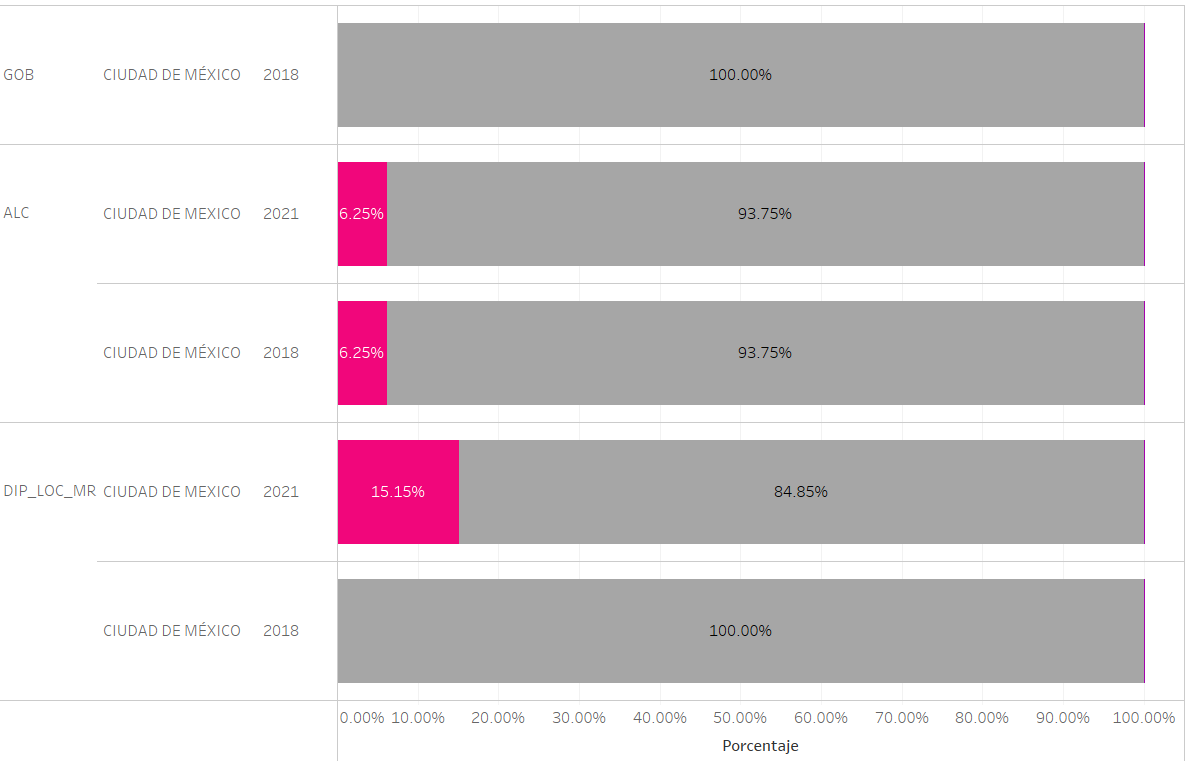 GOB CIUDAD DE MÉXICO 2018 100.00%
ALC CIUDAD DE MEXICO 2021 6.25% 93.75%
CIUDAD DE MÉXICO 2018 6.25% 93.75%
DIP_LOC_MR CIUDAD DE MEXICO 2021 15.15% 84.85%
CIUDAD DE MÉXICO 2018 100.00%
0.00% 10.00% 20.00% 30.00% 40.00% 50.00% 60.00% 70.00% 80.00% 90.00% 100.00%
Porcentaje